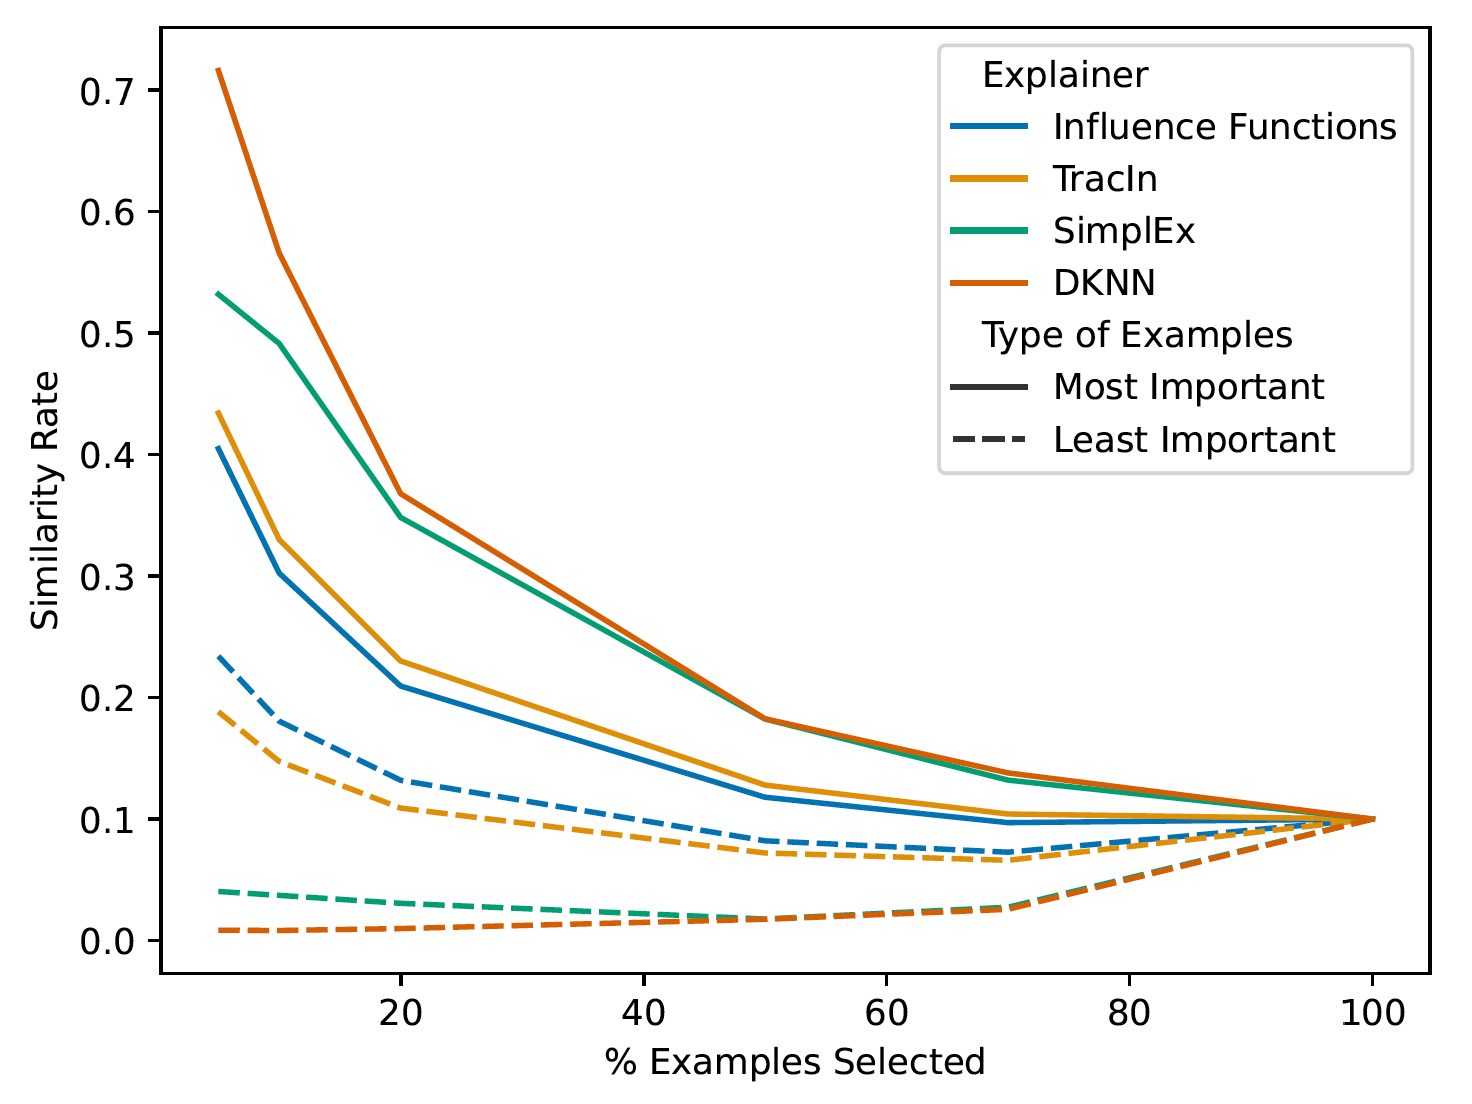 0.7
0.6
0.5
0.4
0.3
0.2
0.1
0.0
Similarity Rate
20
40
60
80
100
% Examples Selected
Explainer
Influence Functions
TracIn
SimplEx
DKNN
Type of Examples
Most Important
Least Important